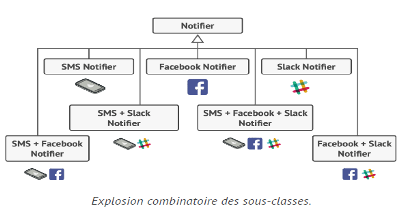 Notifier
SMS Notifier
Facebook Notifier
Slack Notifier
SMS + Slack
Notifier
SMS + Facebook + Slack
Notifier
SMS + Facebook
Notifier
Facebook + Slack
Notifier
Explosion combinatoire des sous-classes.